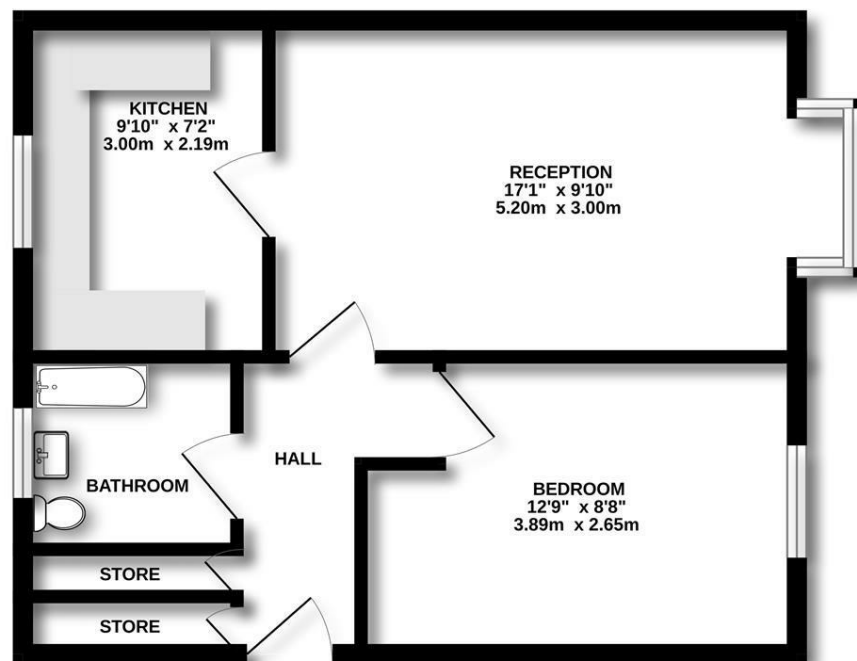 KITCHEN
9'10" x 7'2"
3.00m x 2.19m
RECEPTION
17'1" x 9'10"
5.20m x 3.00m
HALL
BATHROOM
BEDROOM
12'9" x 8'8"
3.89m x 2.65m
STORE
STORE